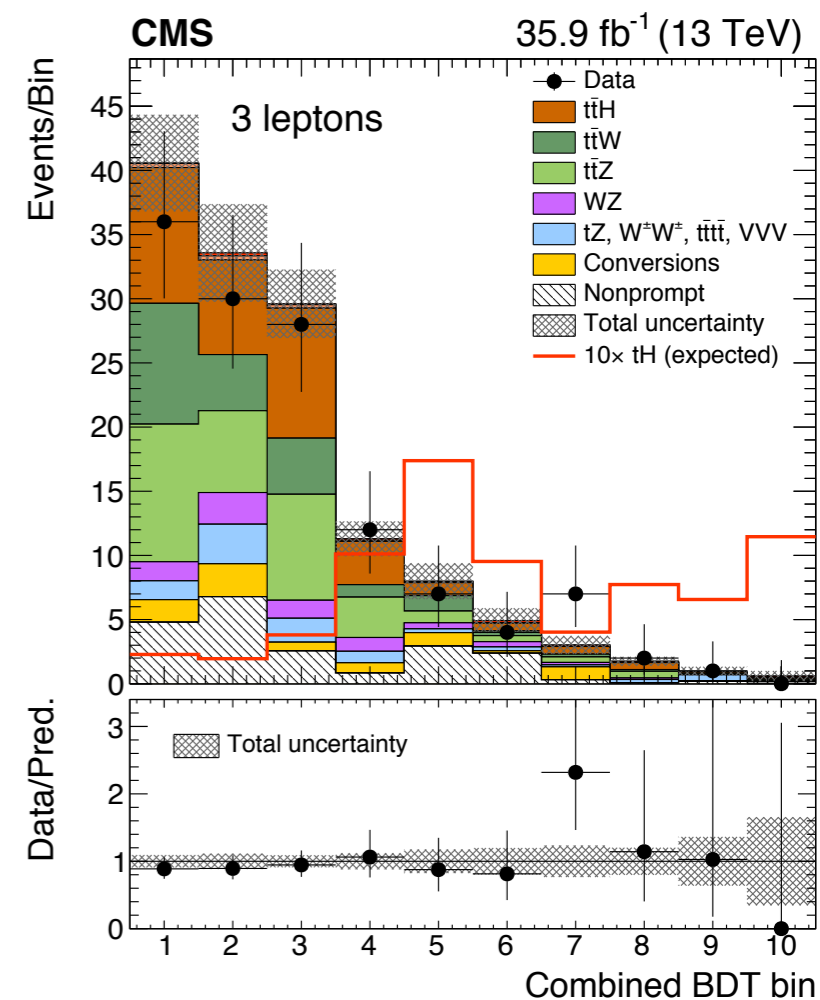 CMS 35.9 fb⁻¹ (13 TeV)
Events/Bin
3 leptons
Data
tt̄H
tt̄W
tt̄Z
WZ
tZ, W±W±, tt̄tt̄, VVV
Conversions
Nonprompt
Total uncertainty
10× tH (expected)
45
40
35
30
25
20
15
10
5
0
Data/Pred.
Total uncertainty
3
2
1
0
1 2 3 4 5 6 7 8 9 10
Combined BDT bin